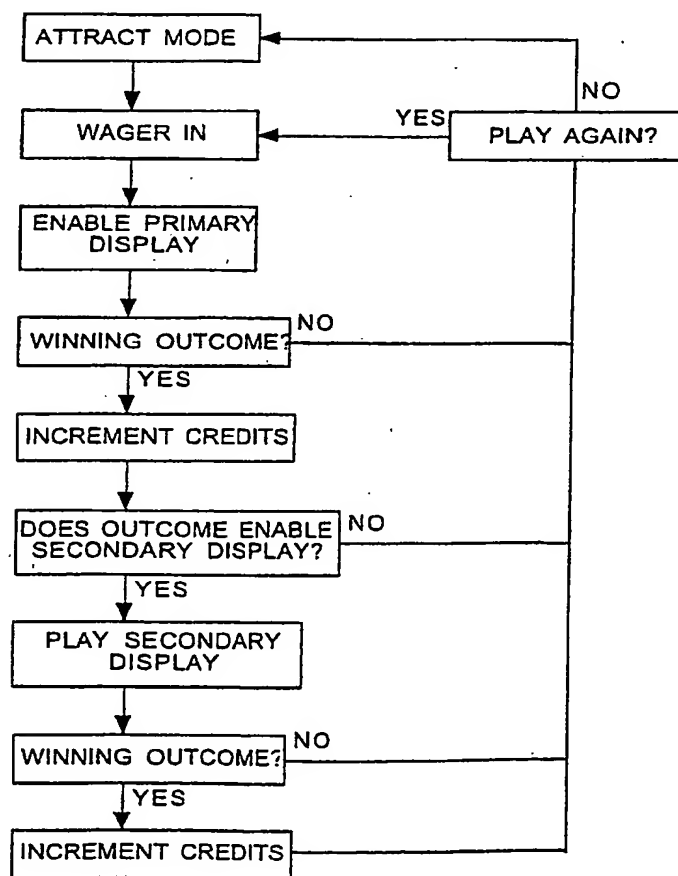 ATTRACT MODE
NO
YES
WAGER IN
PLAY AGAIN?
ENABLE PRIMARY
DISPLAY
NO
WINNING OUTCOME?
YES
INCREMENT CREDITS
DOES OUTCOME ENABLE
SECONDARY DISPLAY?
NO
YES
PLAY SECONDARY
DISPLAY
NO
WINNING OUTCOME?
YES
INCREMENT CREDITS